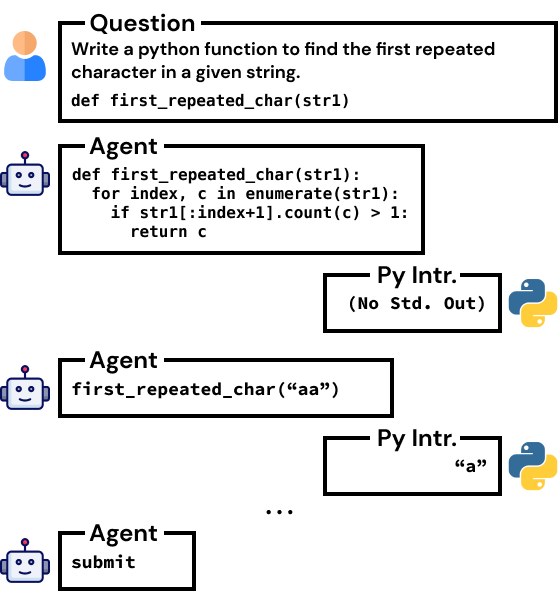 Question
Write a python function to find the first repeated
character in a given string.
def first_repeated_char(str1)
Agent
def first_repeated_char(str1):
  for index, c in enumerate(str1):
    if str1[:index+1].count(c) > 1:
      return c
Py Intr.
(No Std. Out)
Agent
first_repeated_char(“aa”)
Py Intr.
“a”
...
Agent
submit